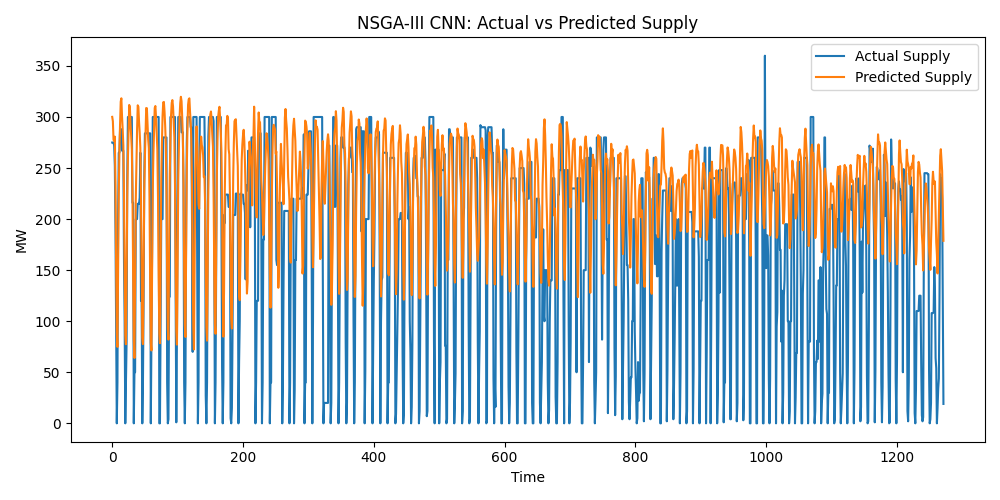 NSGA-III CNN: Actual vs Predicted Supply
Actual Supply
Predicted Supply
MW
350
300
250
200
150
100
50
0
0 200 400 600 800 1000 1200
Time